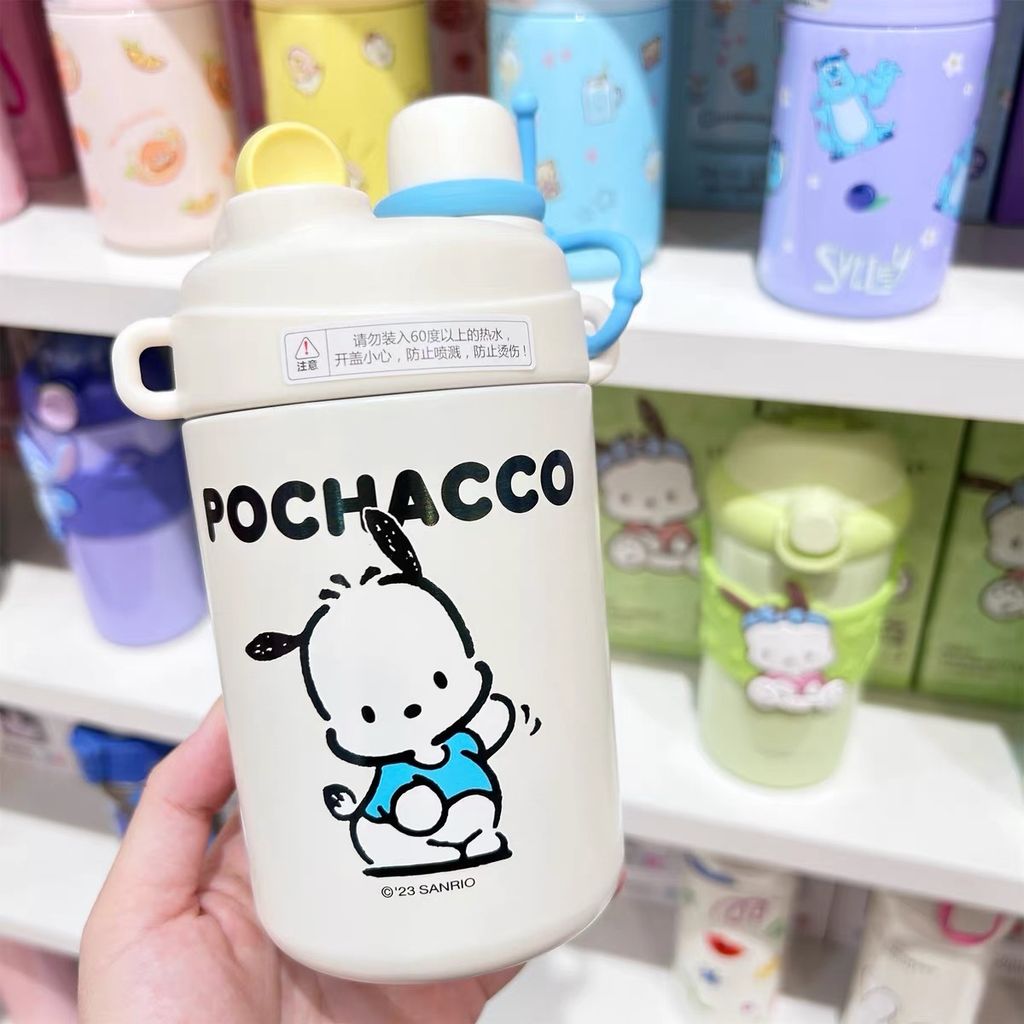 注意
请勿装入60度以上的热水，
开盖小心，防止喷溅，防止烫伤！
POCHACCO
©'23 SANRIO
SULLEY